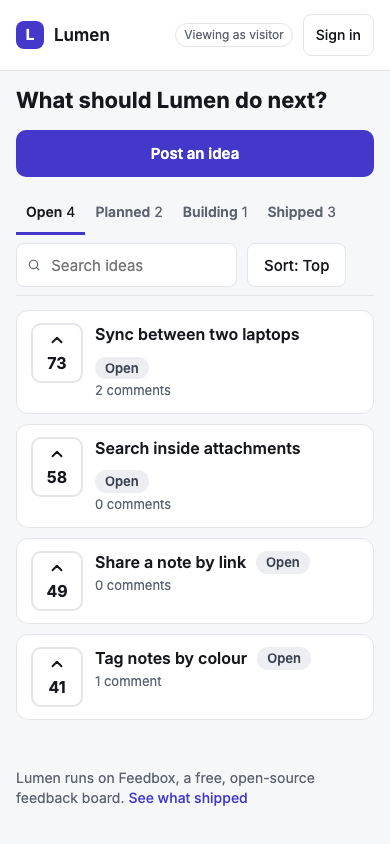 L Lumen Viewing as visitor Sign in
What should Lumen do next?
Post an idea
Open 4 Planned 2 Building 1 Shipped 3
Search ideas Sort: Top
Sync between two laptops
73 Open
2 comments
Search inside attachments
58 Open
0 comments
Share a note by link Open
49 0 comments
Tag notes by colour Open
41 1 comment
Lumen runs on Feedbox, a free, open-source
feedback board. See what shipped